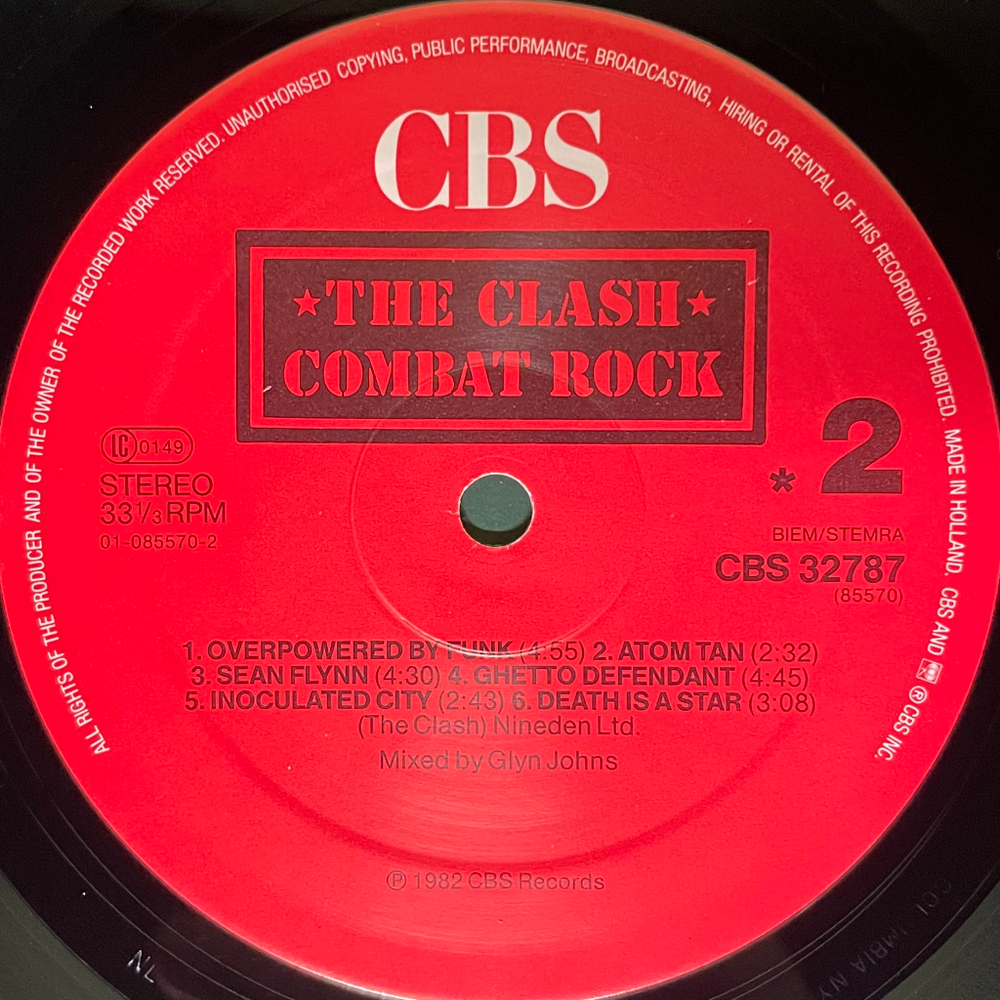 ALL RIGHTS OF THE PRODUCER AND OF THE OWNER OF THE RECORDED WORK RESERVED. UNAUTHORISED COPYING, PUBLIC PERFORMANCE, BROADCASTING, HIRING OR RENTAL OF THIS RECORDING PROHIBITED. MADE IN HOLLAND. CBS AND ® CBS INC.
CBS
★THE CLASH★
COMBAT ROCK
LC 0149
STEREO
33⅓ RPM
01-085570-2
* 2
BIEM/STEMRA
CBS 32787
(85570)
1. OVERPOWERED BY FUNK (4:55) 2. ATOM TAN (2:32)
3. SEAN FLYNN (4:30) 4. GHETTO DEFENDANT (4:45)
5. INOCULATED CITY (2:43) 6. DEATH IS A STAR (3:08)
(The Clash) Nineden Ltd.
Mixed by Glyn Johns
℗ 1982 CBS Records